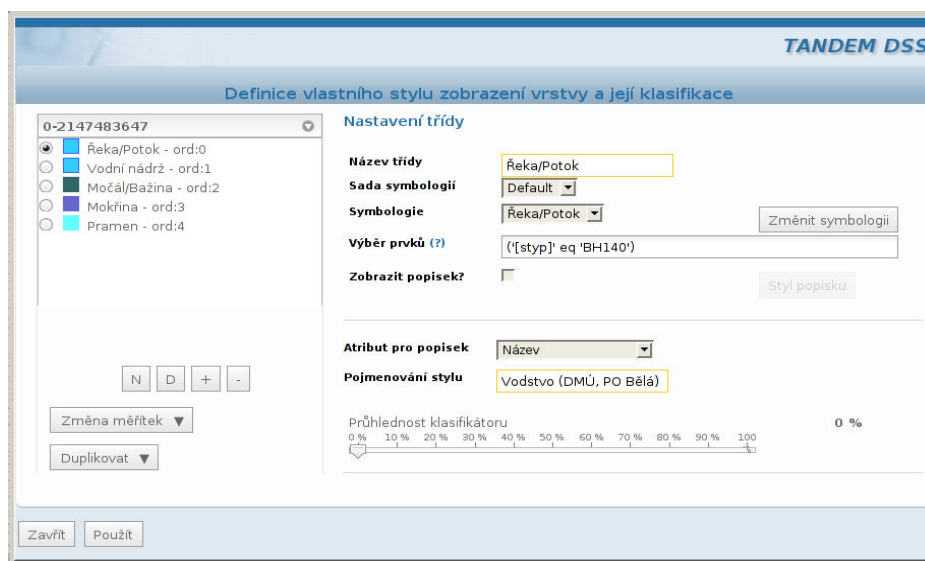 TANDEM DSS
Definice vlastního stylu zobrazení vrstvy a její klasifikace
0-2147483647
Řeka/Potok - ord:0
Vodní nádrž - ord:1
Močál/Bažina - ord:2
Mokřina - ord:3
Pramen - ord:4
N D + -
Změna měřítek ▼
Duplikovat ▼
Nastavení třídy
Název třídy Řeka/Potok
Sada symbologií Default
Symbologie Řeka/Potok Změnit symbologii
Výběr prvků (?) ('[styp]' eq 'BH140')
Zobrazit popisek? Styl popisku
Atribut pro popisek Název
Pojmenování stylu Vodstvo (DMÚ, PO Bělá)
Průhlednost klasifikátoru 0 %
0 % 10 % 20 % 30 % 40 % 50 % 60 % 70 % 80 % 90 % 100
%
Zavřít Použít